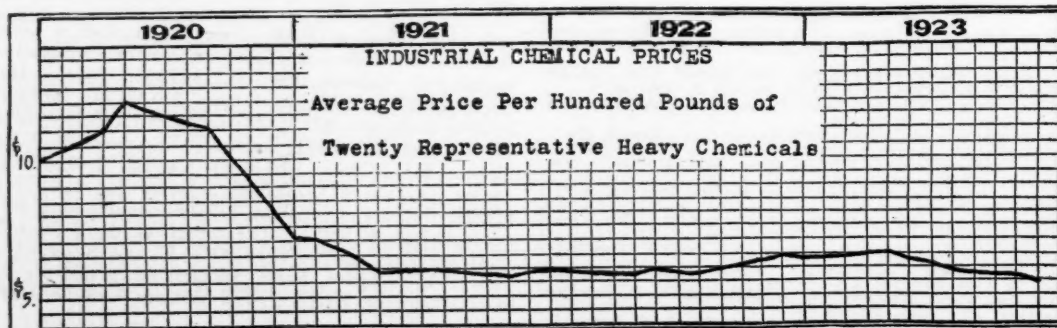 1920 1921 1922 1923
INDUSTRIAL CHEMICAL PRICES
Average Price Per Hundred Pounds of
Twenty Representative Heavy Chemicals
$10.
$5.